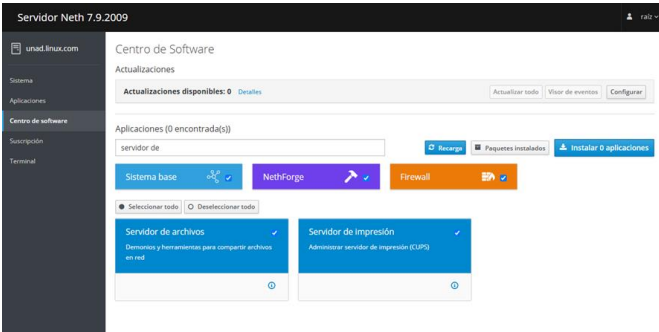 Servidor Neth 7.9.2009
raíz
unad.linux.com
Sistema
Aplicaciones
Centro de software
Suscripción
Terminal
Centro de Software
Actualizaciones
Actualizaciones disponibles: 0 Detalles
Actualizar todo Visor de eventos Configurar
Aplicaciones (0 encontrada(s))
servidor de
Recarga Paquetes instalados Instalar 0 aplicaciones
Sistema base NethForge Firewall
Seleccionar todo Deseleccionar todo
Servidor de archivos
Demonios y herramientas para compartir archivos
en red
Servidor de impresión
Administrar servidor de impresión (CUPS)